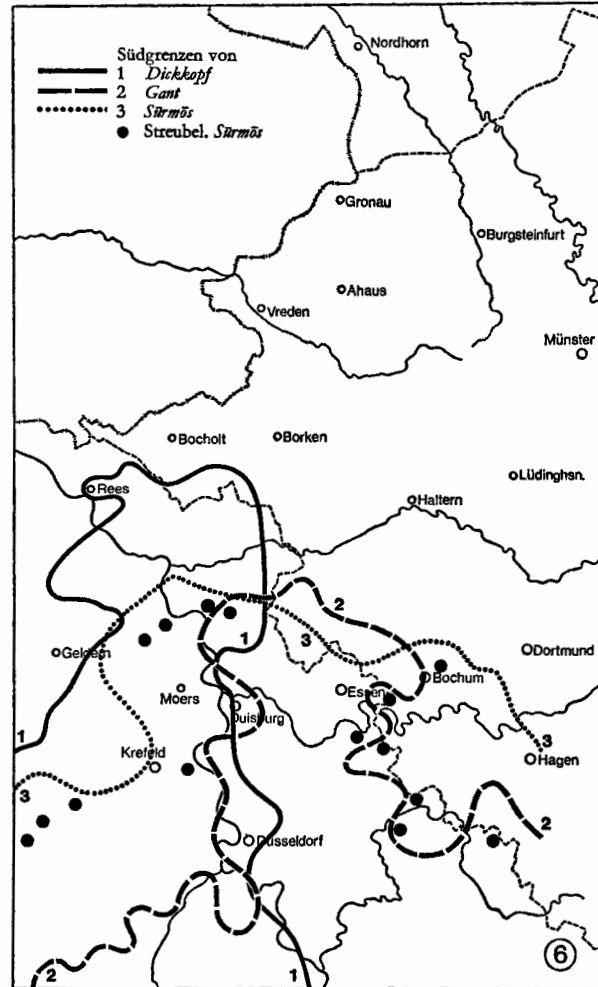 Südgrenzen von
1 Dickkopf
2 Gant
3 Sūrmōs
Streubel. Sūrmōs
Nordhorn
Gronau
Burgsteinfurt
Ahaus
Vreden
Münster
Bocholt
Borken
Lüdinghsn.
Rees
Haltern
2
1
3
Geldern
Dortmund
Bochum
Essen
Moers
Duisburg
1
3
Krefeld
Hagen
3
2
Düsseldorf
2
1
6